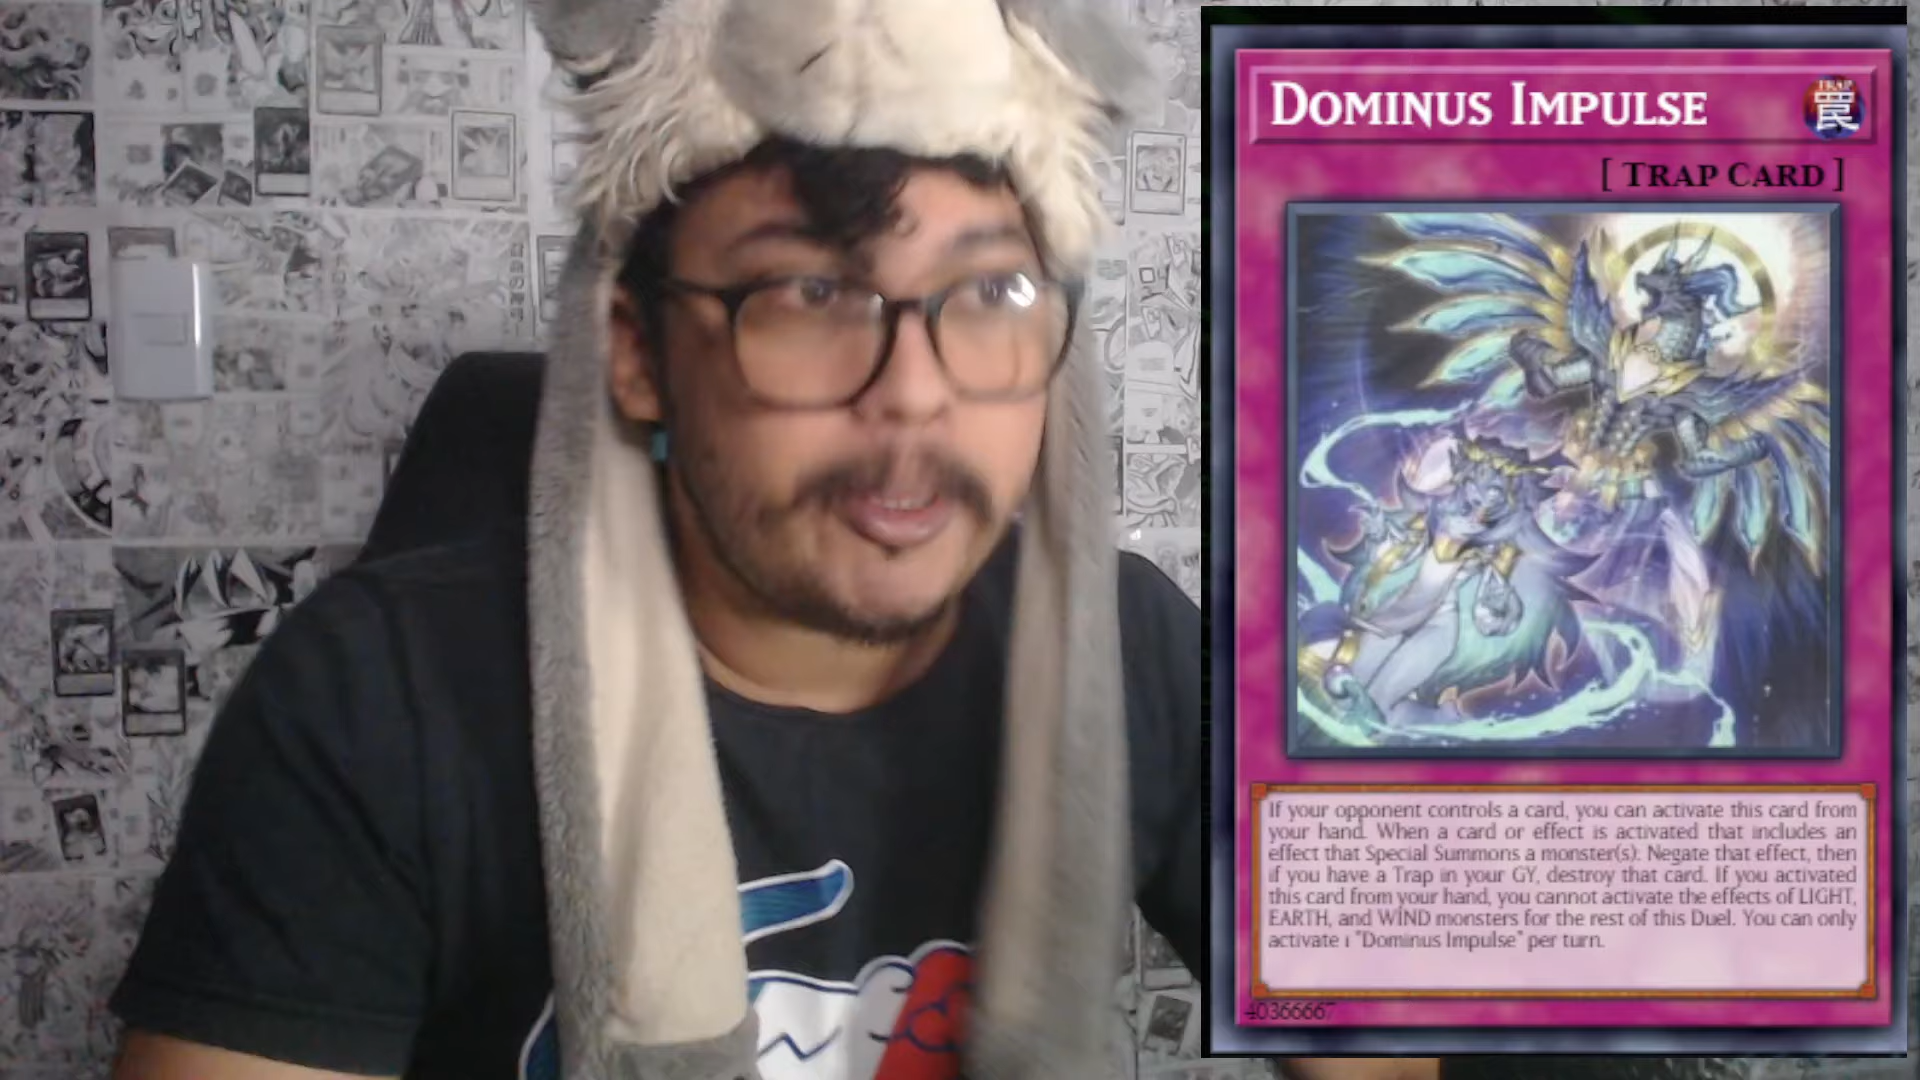 DOMINUS IMPULSE
TRAP
罠
[ TRAP CARD ]
If your opponent controls a card, you can activate this card from
your hand. When a card or effect is activated that includes an
effect that Special Summons a monster(s): Negate that effect, then
if you have a Trap in your GY, destroy that card. If you activated
this card from your hand, you cannot activate the effects of LIGHT,
EARTH, and WIND monsters for the rest of this Duel. You can only
activate 1 "Dominus Impulse" per turn.
40366667